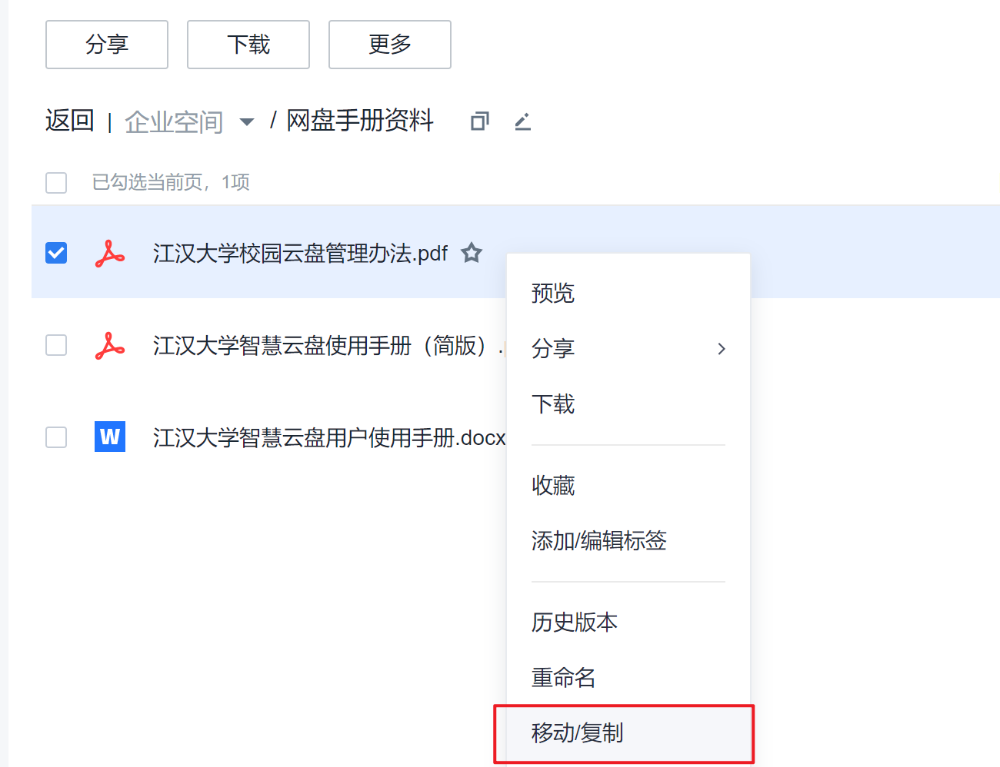 分享 下载 更多
返回 | 企业空间 / 网盘手册资料
已勾选当前页，1项
江汉大学校园云盘管理办法.pdf
江汉大学智慧云盘使用手册（简版）.
W 江汉大学智慧云盘用户使用手册.docx
预览
分享
下载
收藏
添加/编辑标签
历史版本
重命名
移动/复制